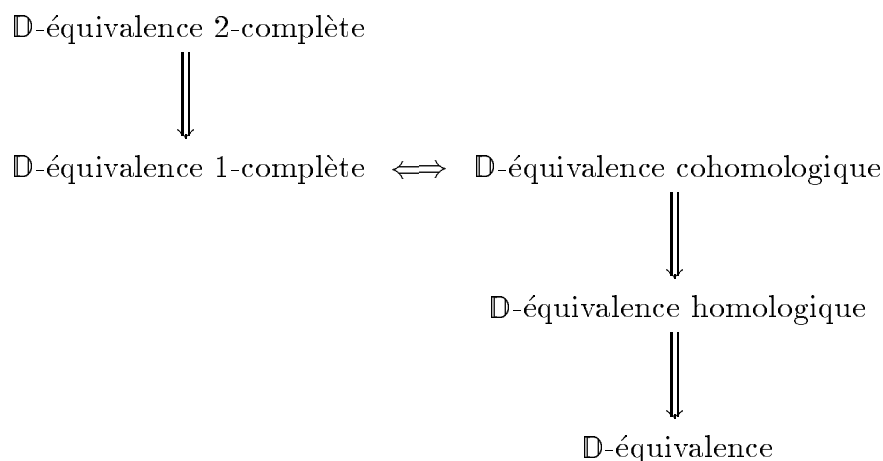 𝔻-équivalence 2-complète
𝔻-équivalence 1-complète ⟺ 𝔻-équivalence cohomologique
𝔻-équivalence homologique
𝔻-équivalence